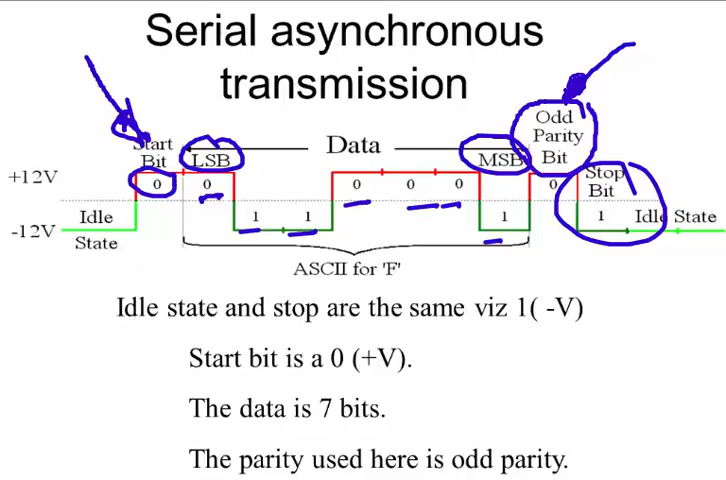 Serial asynchronous
transmission
Start
Bit
LSB
Data
MSB
Odd
Parity
Bit
Stop
Bit
+12V
0 0 0 0 0 0
Idle
State
1 1 1 1
Idle State
-12V
ASCII for 'F'
Idle state and stop are the same viz 1( -V)
Start bit is a 0 (+V).
The data is 7 bits.
The parity used here is odd parity.